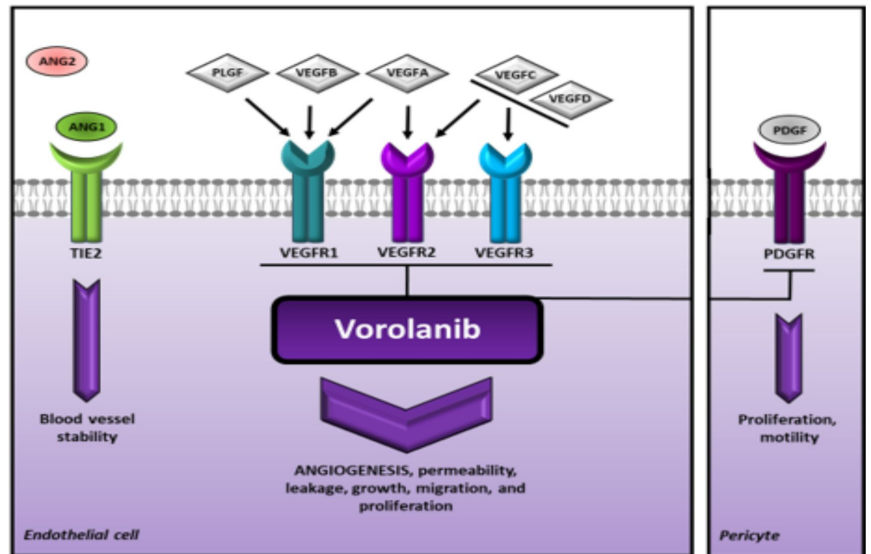 ANG2
ANG1
PLGF
VEGFB
VEGFA
VEGFC
VEGFD
PDGF
TIE2
VEGFR1
VEGFR2
VEGFR3
PDGFR
Vorolanib
Blood vessel
stability
Proliferation,
motility
ANGIOGENESIS, permeability,
leakage, growth, migration, and
proliferation
Endothelial cell
Pericyte